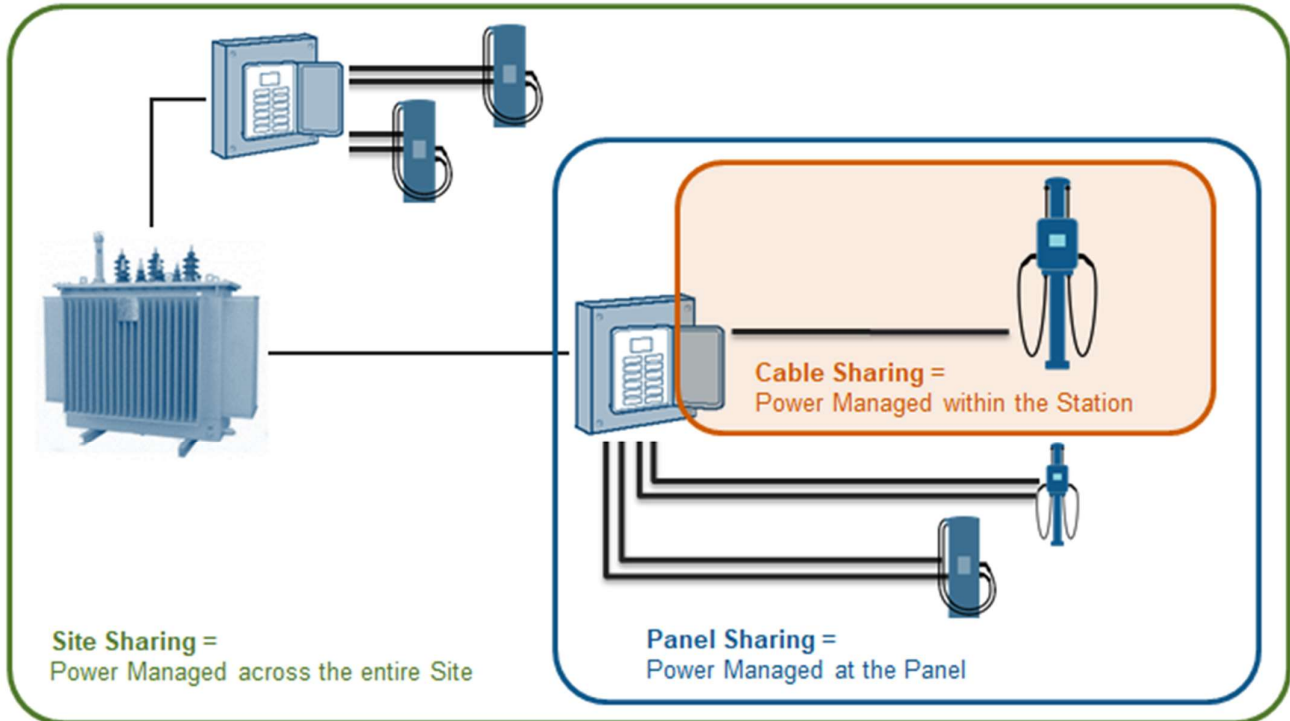 Cable Sharing =
Power Managed within the Station
Site Sharing =
Power Managed across the entire Site
Panel Sharing =
Power Managed at the Panel